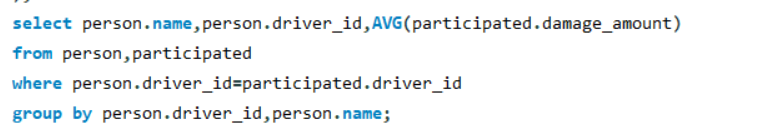 select person.name,person.driver_id,AVG(participated.damage_amount)
from person,participated
where person.driver_id=participated.driver_id
group by person.driver_id,person.name;